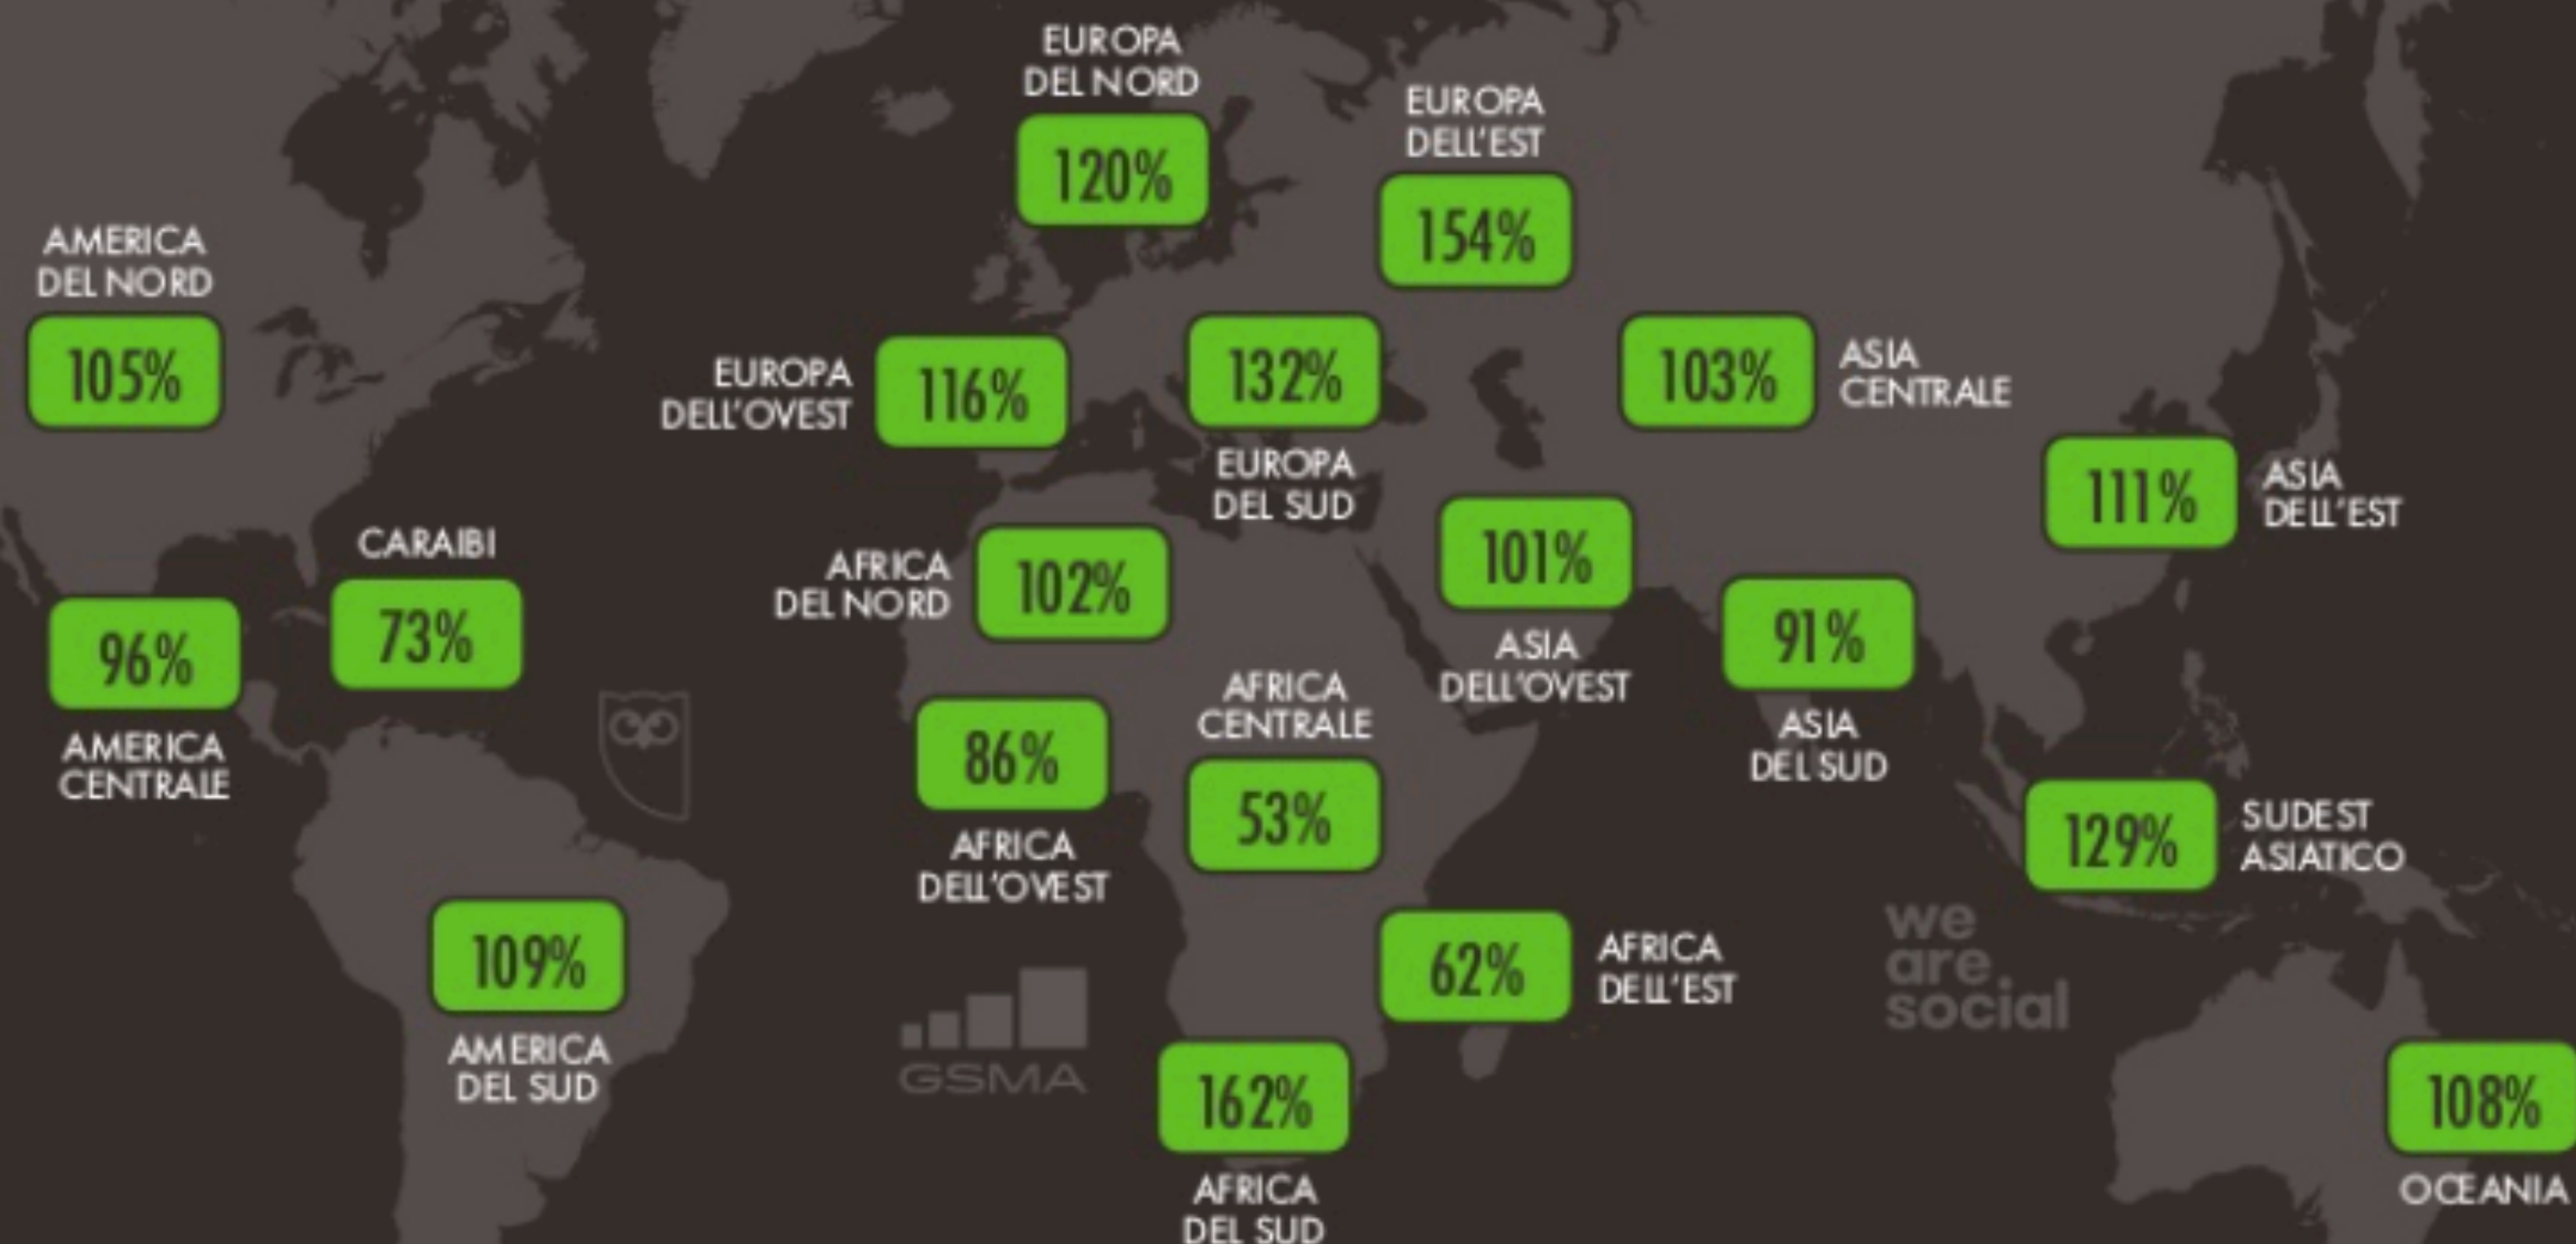 EUROPA
DEL NORD
120%
EUROPA
DELL'EST
154%
AMERICA
DEL NORD
105%
EUROPA
DELL'OVEST
116%
132%
EUROPA
DEL SUD
103%
ASIA
CENTRALE
111%
ASIA
DELL'EST
CARAIBI
73%
96%
AMERICA
CENTRALE
AFRICA
DEL NORD
102%
101%
ASIA
DELL'OVEST
91%
ASIA
DEL SUD
86%
AFRICA
DELL'OVEST
AFRICA
CENTRALE
53%
129%
SUDEST
ASIATICO
109%
AMERICA
DEL SUD
62%
AFRICA
DELL'EST
we
are
social
GSMA
162%
AFRICA
DEL SUD
108%
OCEANIA